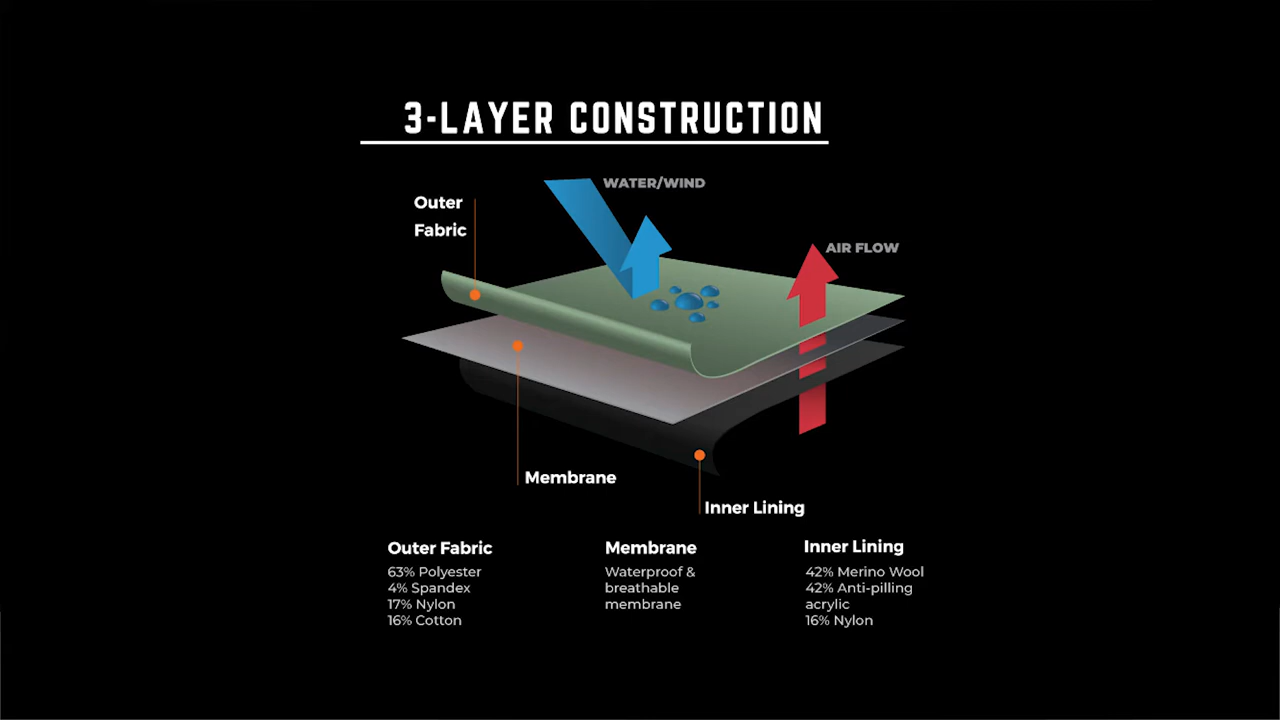 3-LAYER CONSTRUCTION
WATER/WIND
Outer
Fabric
AIR FLOW
Membrane
Inner Lining
Outer Fabric
63% Polyester
4% Spandex
17% Nylon
16% Cotton
Membrane
Waterproof &
breathable
membrane
Inner Lining
42% Merino Wool
42% Anti-pilling
acrylic
16% Nylon